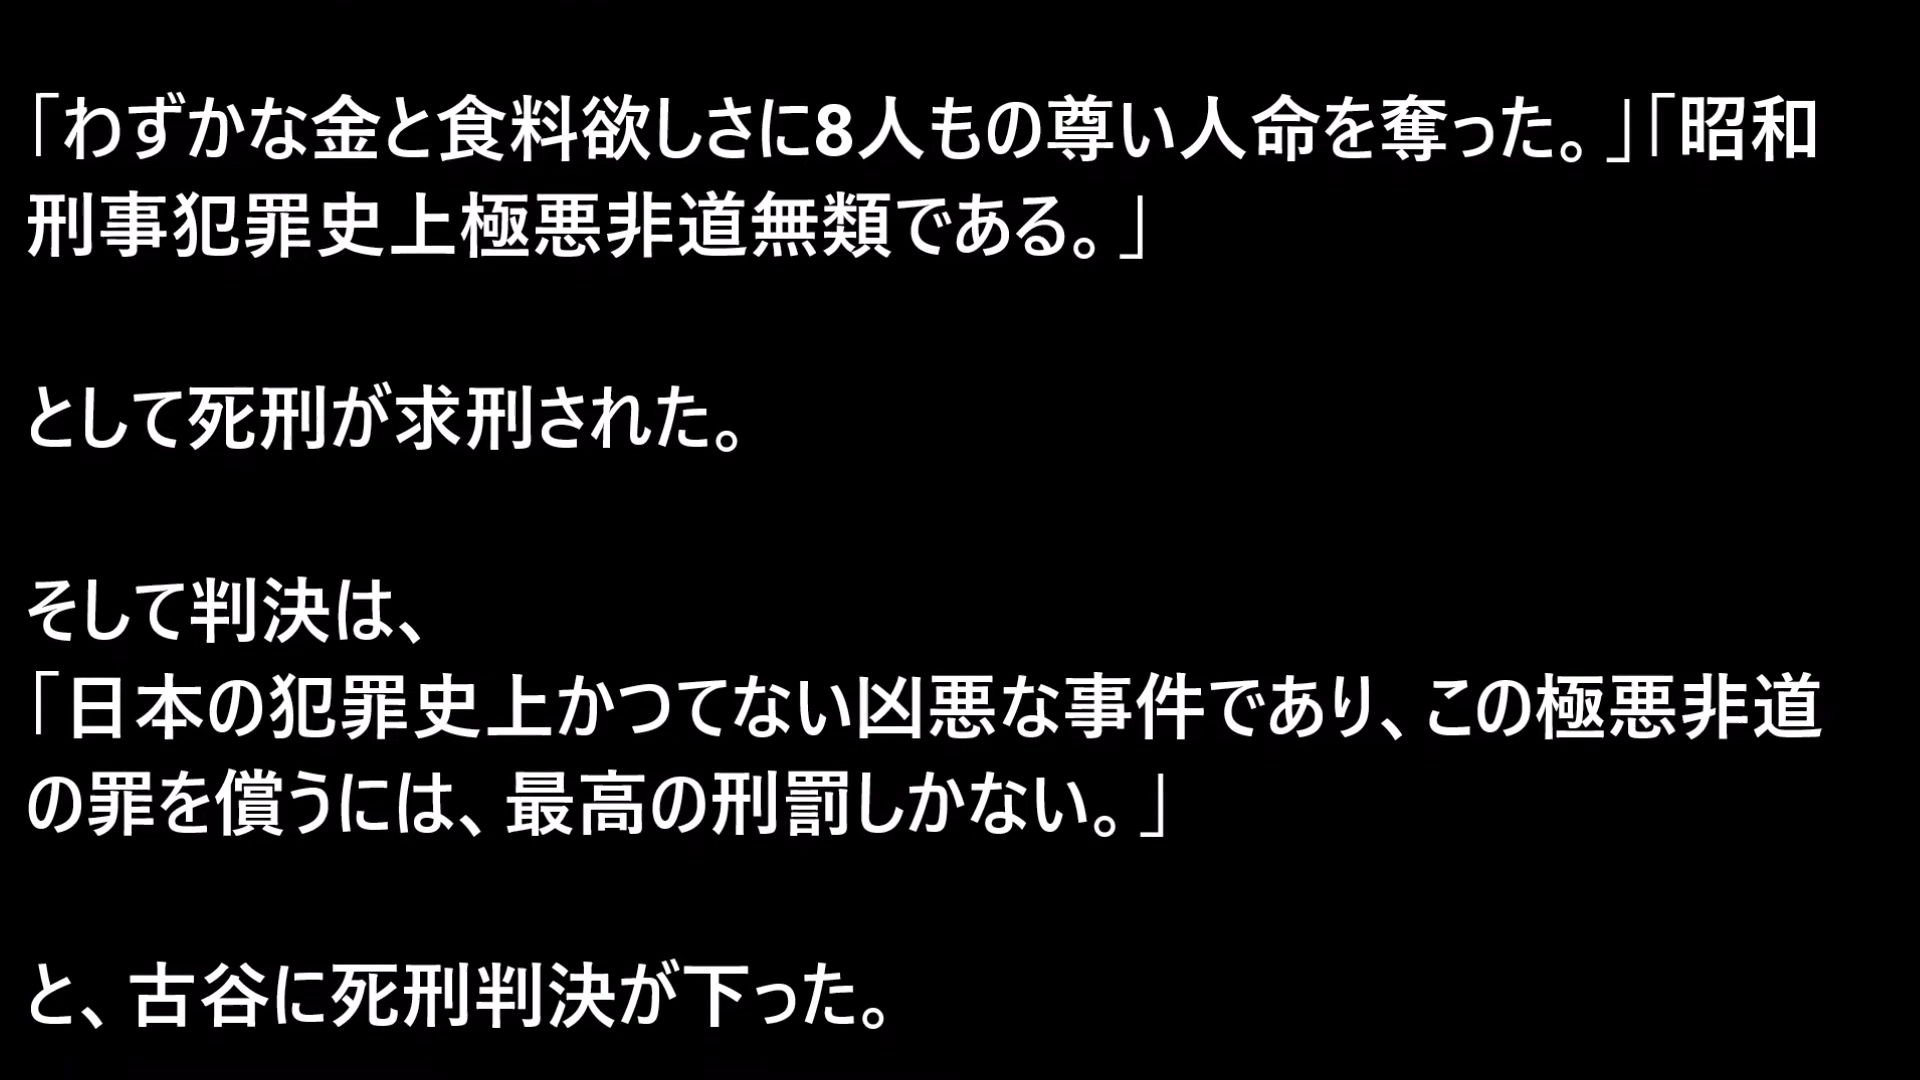 「わずかな金と食料欲しさに8人もの尊い人命を奪った。」「昭和
刑事犯罪史上極悪非道無類である。」
として死刑が求刑された。
そして判決は、
「日本の犯罪史上かつてない凶悪な事件であり、この極悪非道
の罪を償うには、最高の刑罰しかない。」
と、古谷に死刑判決が下った。